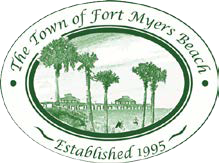 The Town of Fort Myers Beach
Established 1995